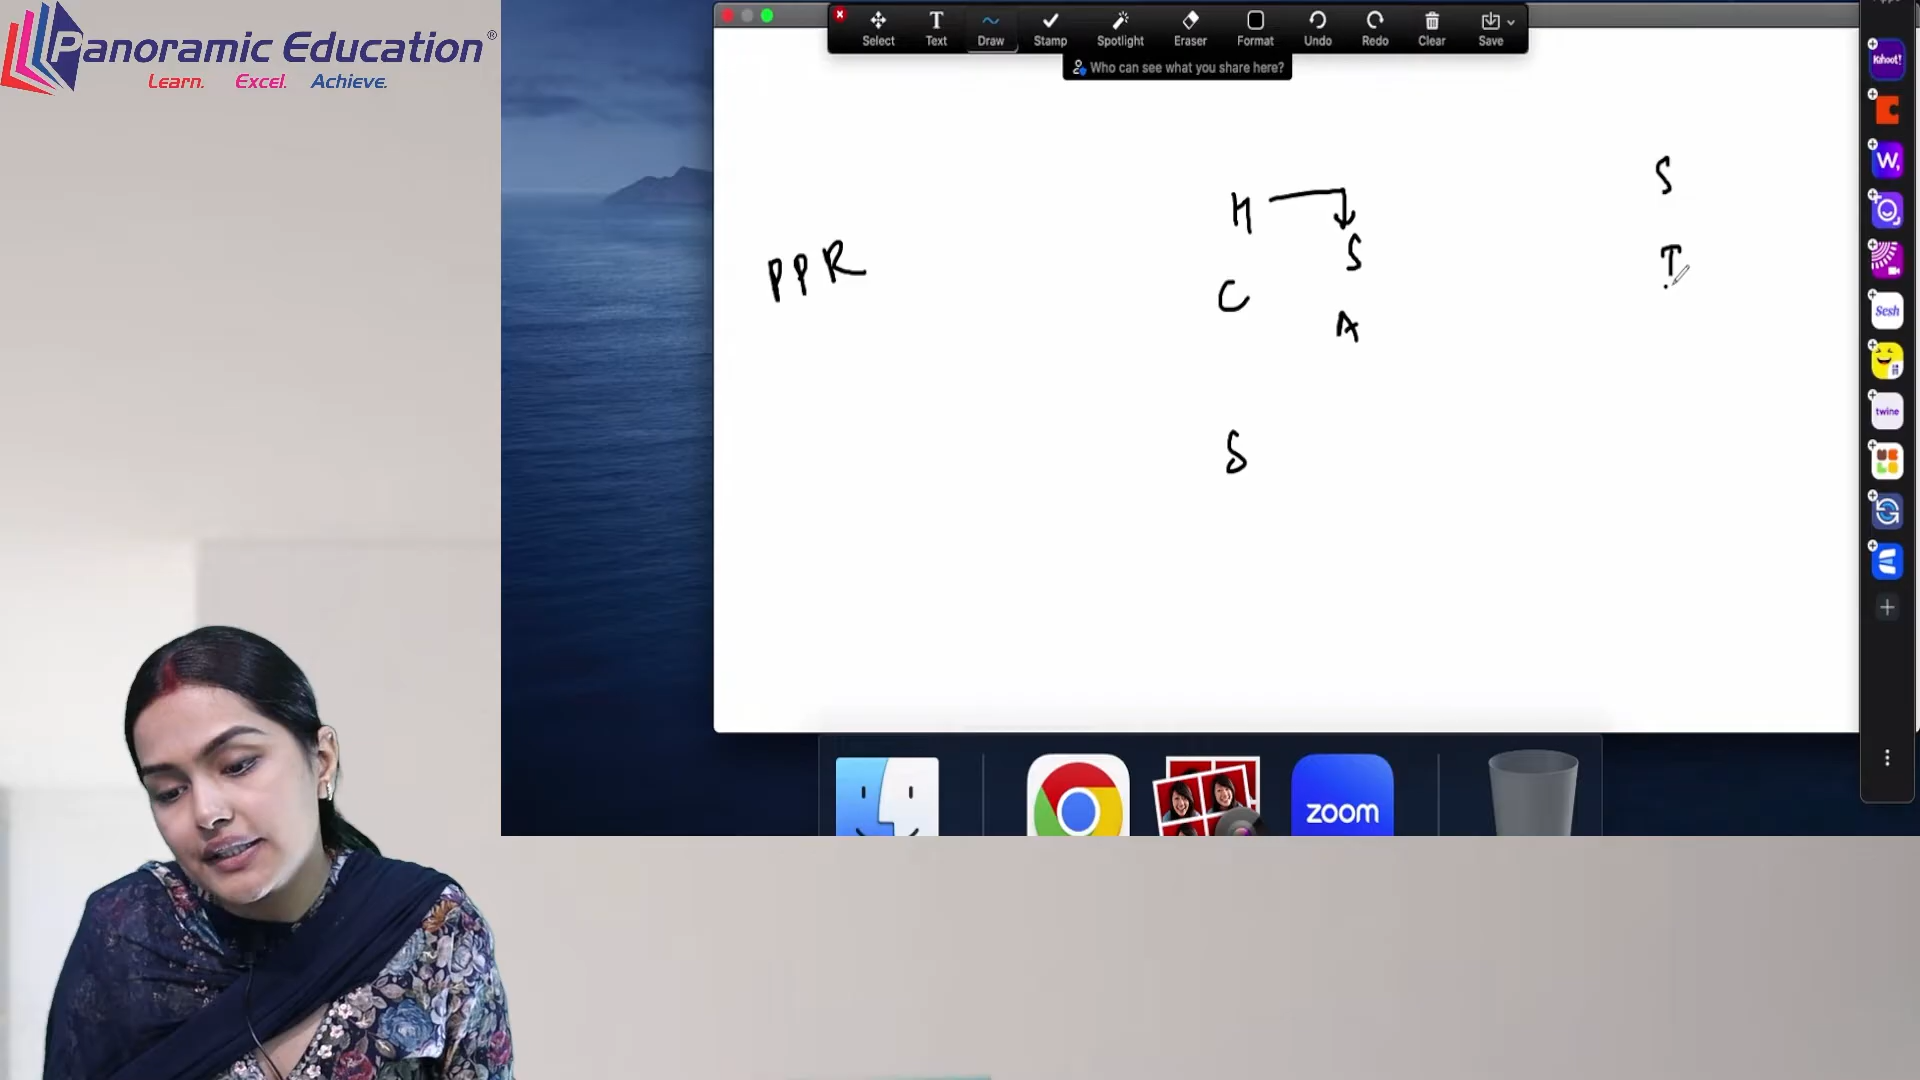 Panoramic Education®
Learn. Excel. Achieve.
Select Text Draw Stamp Spotlight Eraser Format Undo Redo Clear Save
Who can see what you share here?
Kahoot!
C
W,
Sesh
twine
S
H
T
PPR
S
C
A
S
zoom